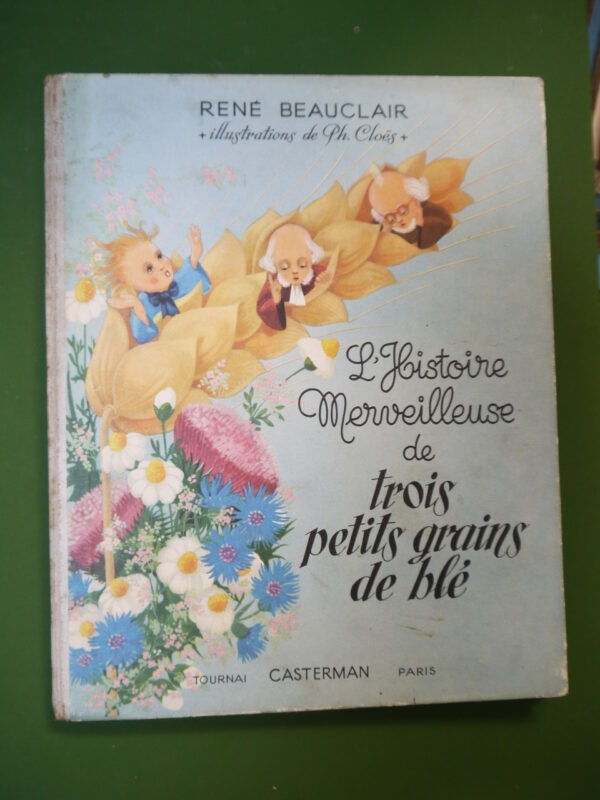 RENÉ BEAUCLAIR
+ illustrations de Ph. Cloës +
L'Histoire
Merveilleuse
de
trois
petits grains
de blé
TOURNAI CASTERMAN PARIS